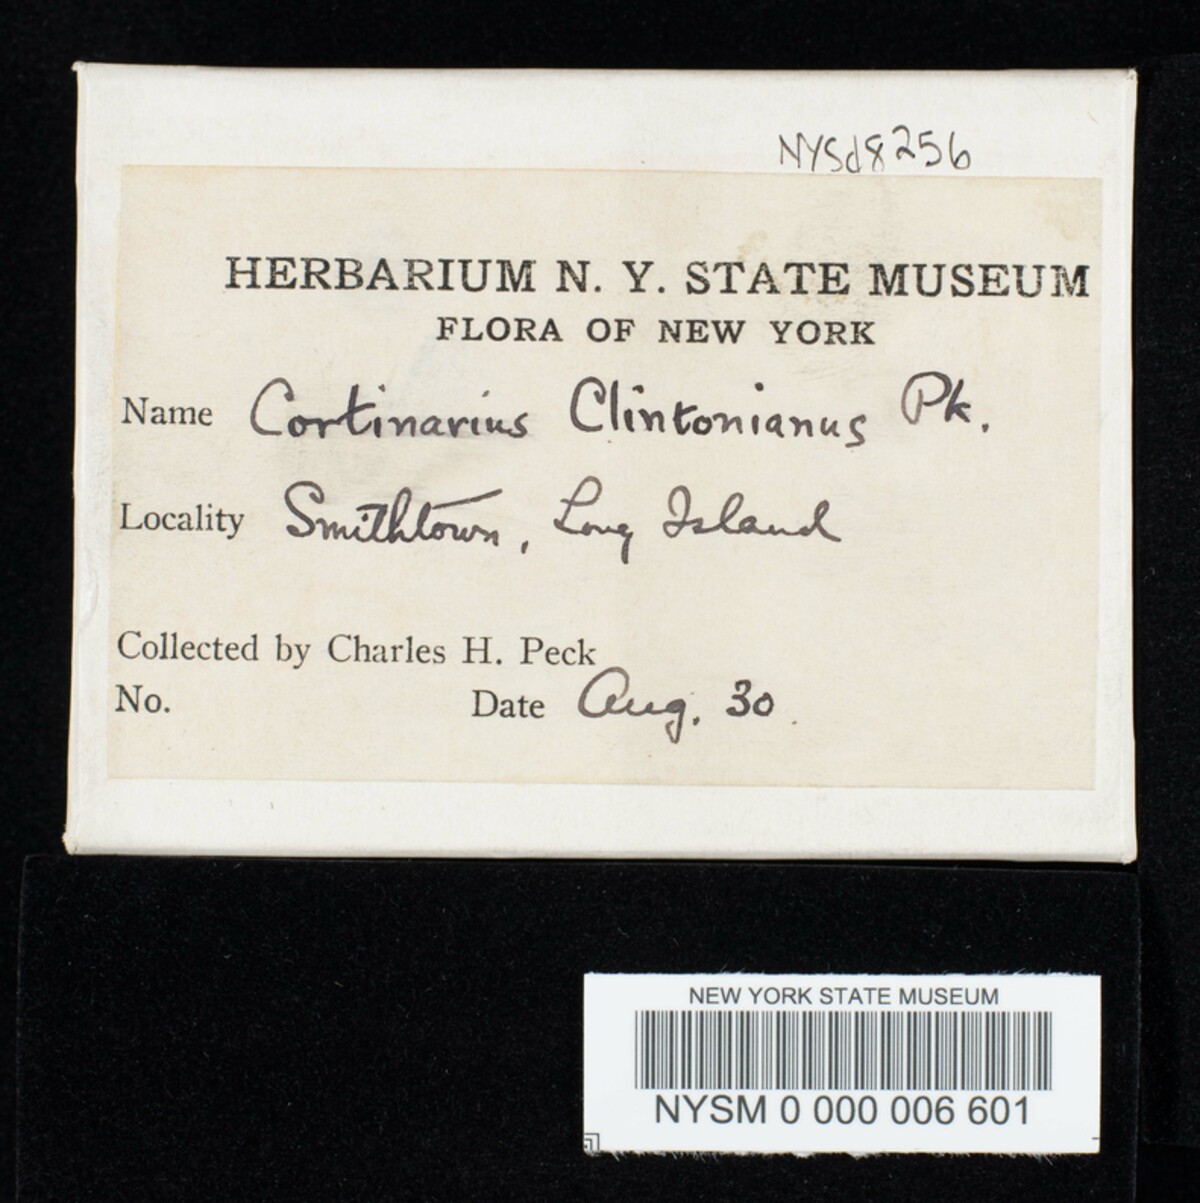 NYSd8256
HERBARIUM N. Y. STATE MUSEUM
FLORA OF NEW YORK
Name Cortinarius Clintonianus Pk.
Locality Smithtown, Long Island
Collected by Charles H. Peck
No. Date Aug. 30.
NEW YORK STATE MUSEUM
NYSM 0 000 006 601